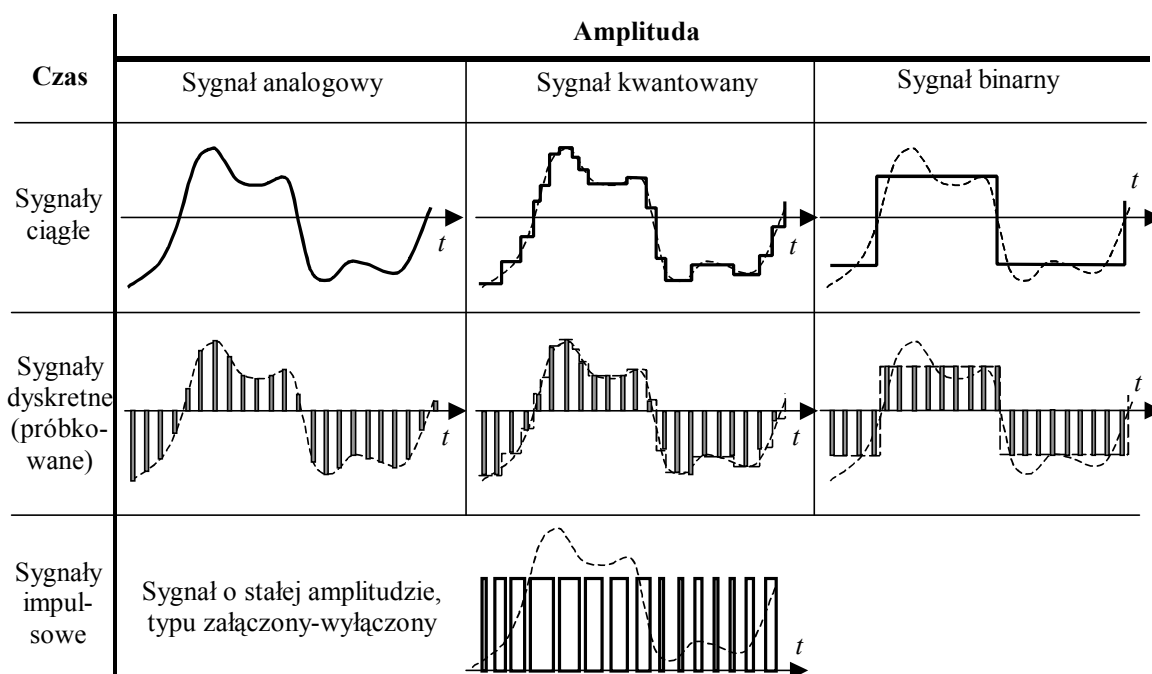 Amplituda
Czas
Sygnał analogowy
Sygnał kwantowany
Sygnał binarny
Sygnały
ciągłe
t
t
t
Sygnały
dyskretne
(próbko-
wane)
t
t
t
Sygnały
impul-
sowe
Sygnał o stałej amplitudzie,
typu załączony-wyłączony
t